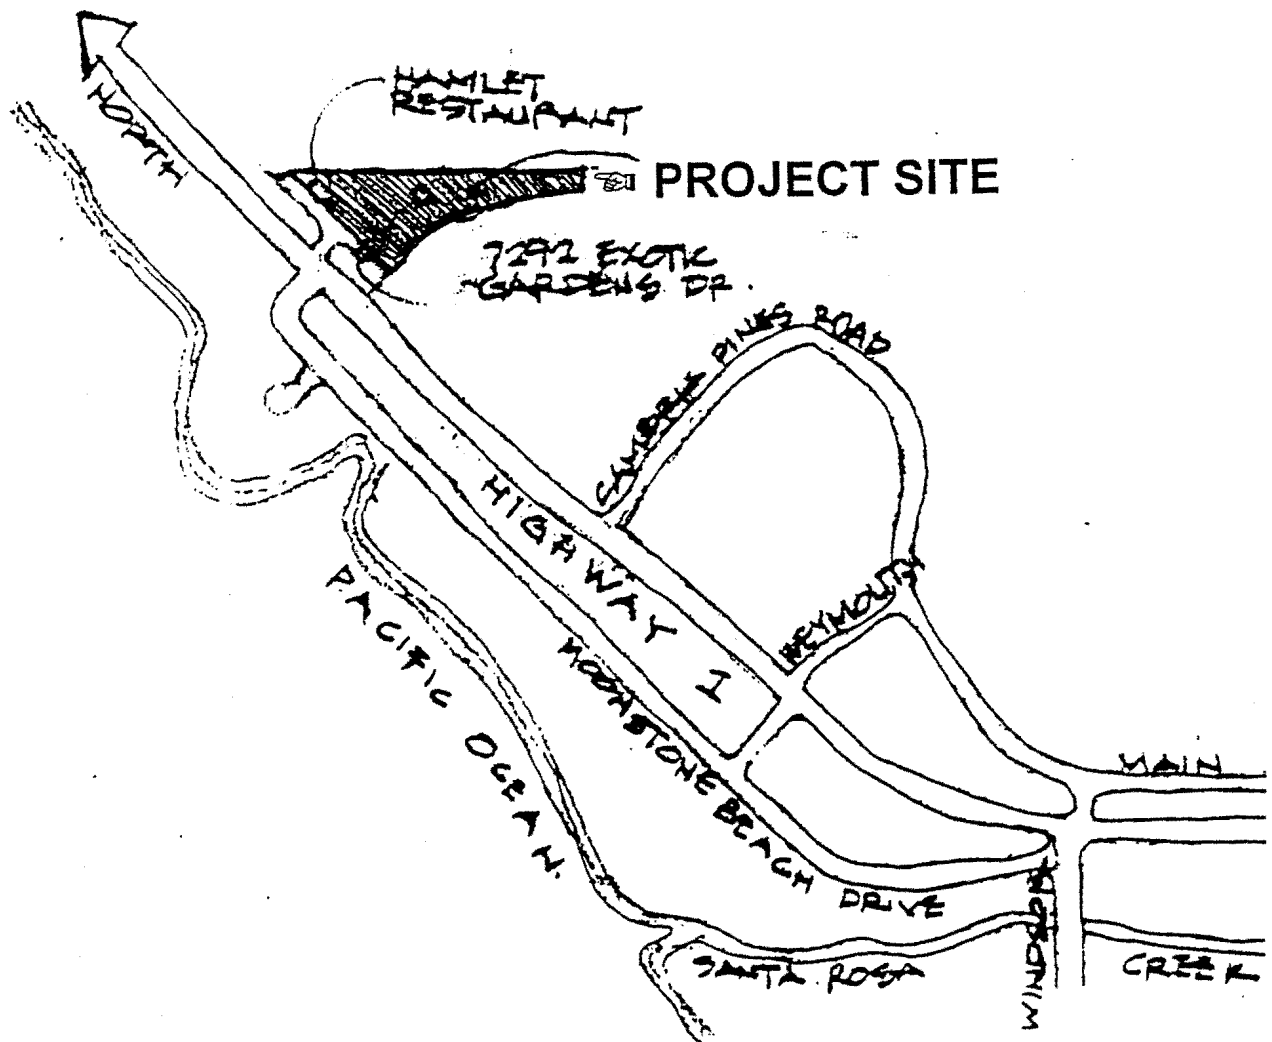 NORTH
HAMLET
RESTAURANT
PROJECT SITE
7292 EXOTIC
GARDENS DR.
CAMBRIA PINES ROAD
HIGHWAY 1
WEYMOUTH
PACIFIC OCEAN.
MOONSTONE BEACH DRIVE
MAIN
WINDSOR
SANTA ROSA
CREEK